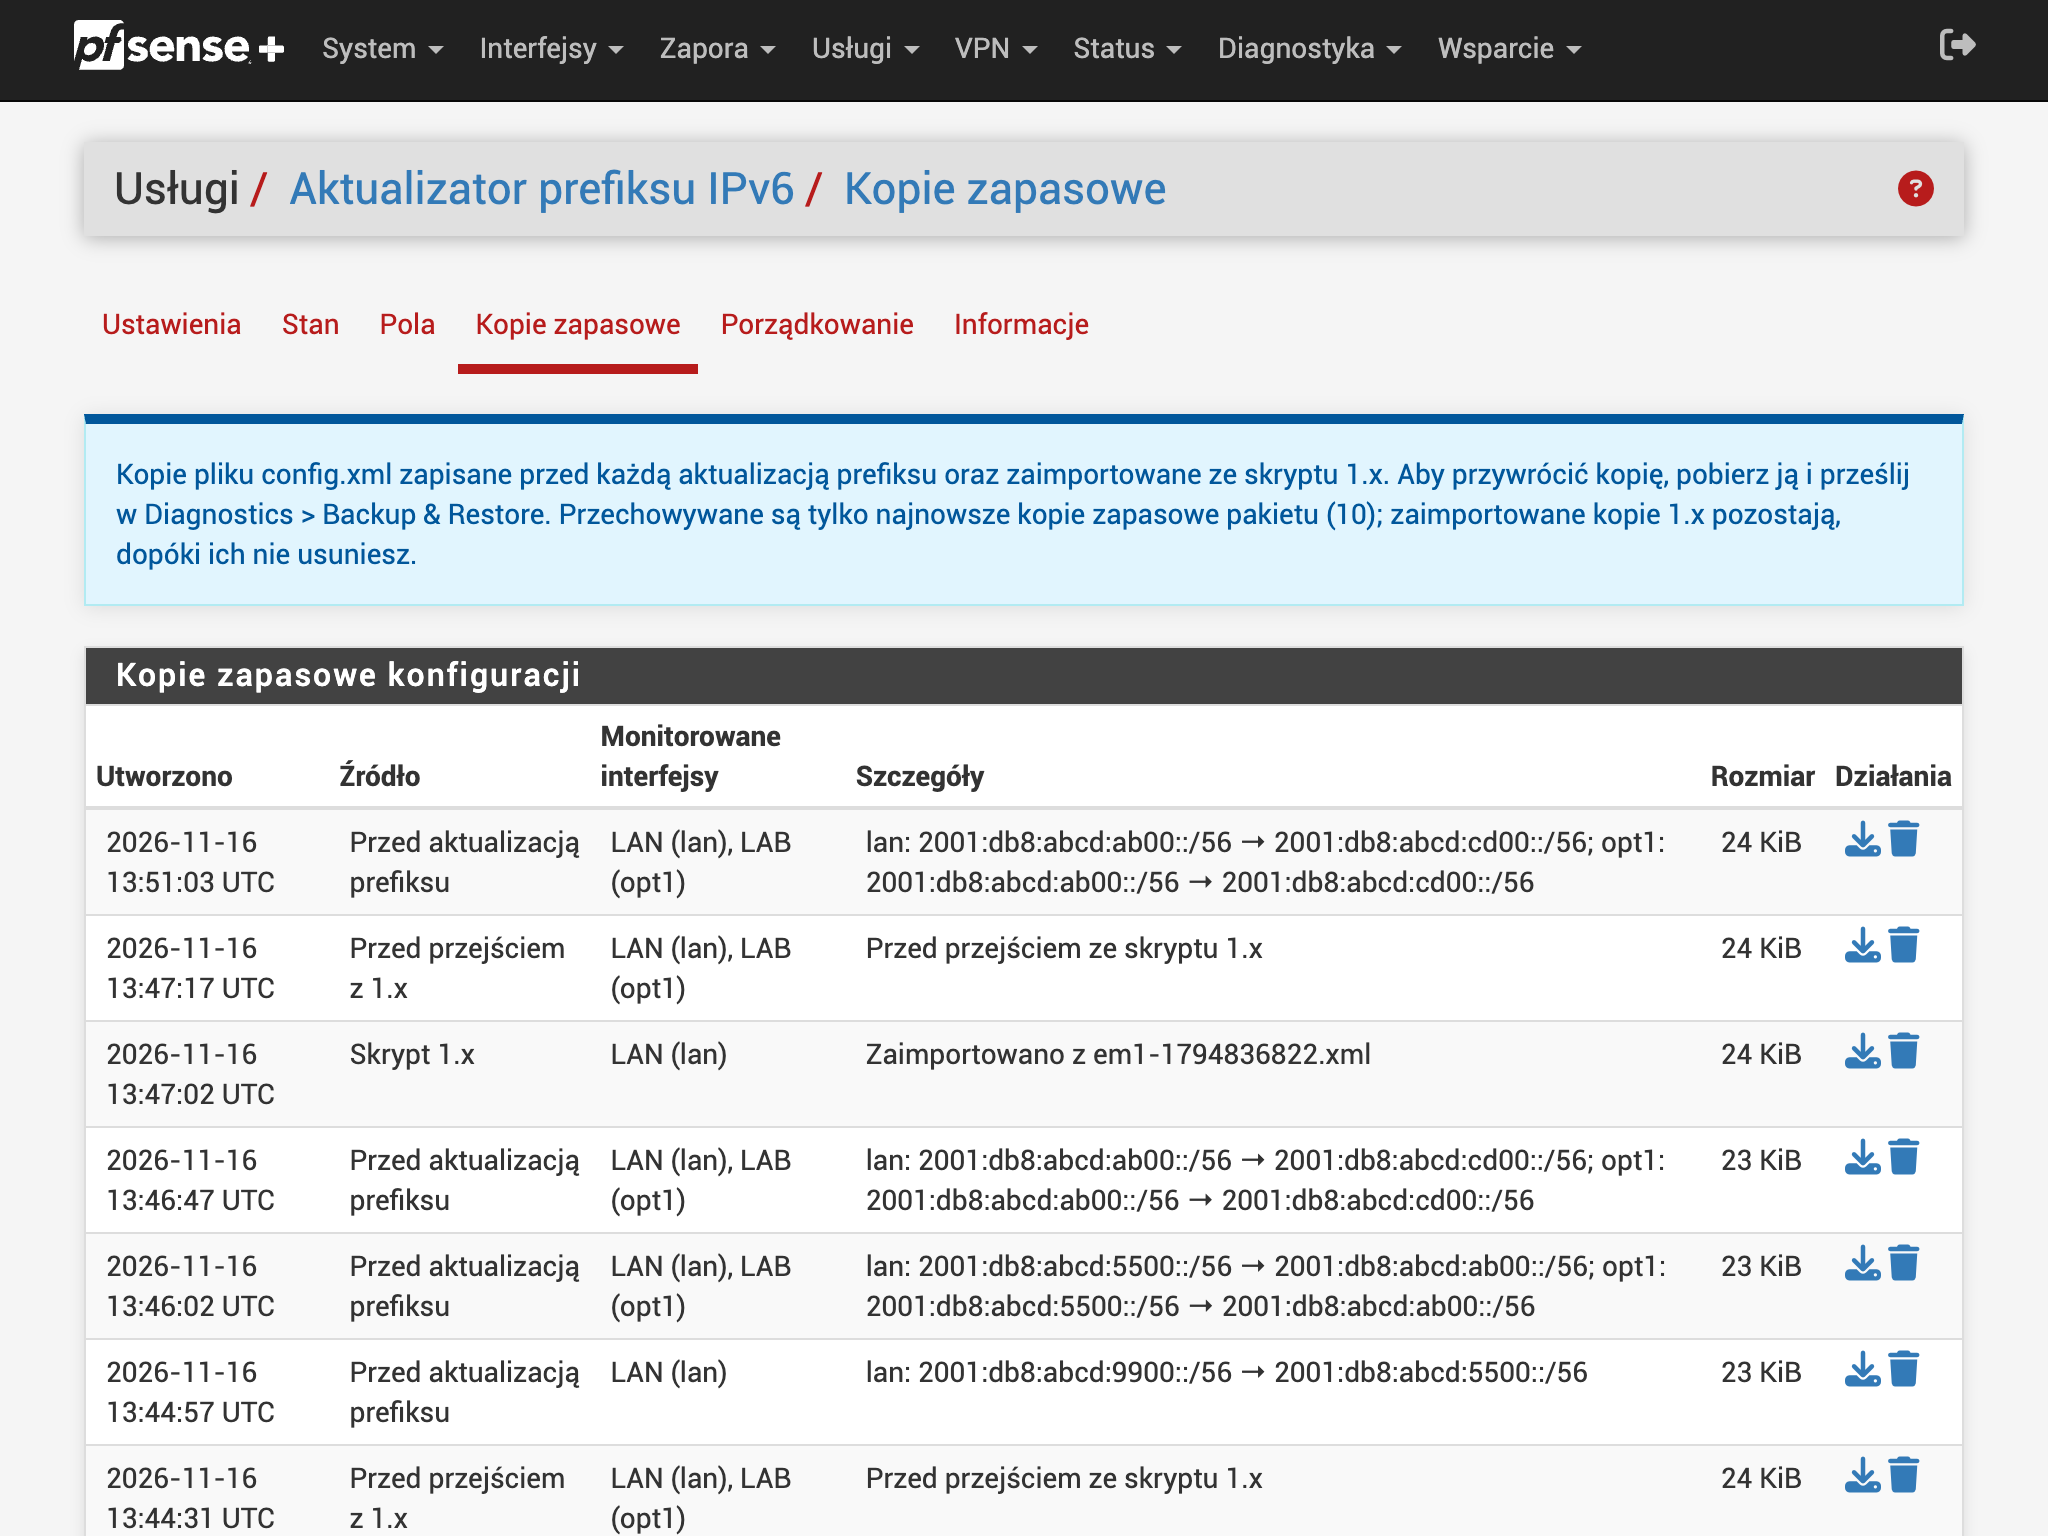 pfsense+ System Interfejsy Zapora Usługi VPN Status Diagnostyka Wsparcie
Usługi / Aktualizator prefiksu IPv6 / Kopie zapasowe ?
Ustawienia Stan Pola Kopie zapasowe Porządkowanie Informacje
Kopie pliku config.xml zapisane przed każdą aktualizacją prefiksu oraz zaimportowane ze skryptu 1.x. Aby przywrócić kopię, pobierz ją i prześlij
w Diagnostics > Backup & Restore. Przechowywane są tylko najnowsze kopie zapasowe pakietu (10); zaimportowane kopie 1.x pozostają,
dopóki ich nie usuniesz.
Kopie zapasowe konfiguracji
Monitorowane
Utworzono Źródło interfejsy Szczegóły Rozmiar Działania
2026-11-16 Przed aktualizacją LAN (lan), LAB lan: 2001:db8:abcd:ab00::/56 → 2001:db8:abcd:cd00::/56; opt1: 24 KiB
13:51:03 UTC prefiksu (opt1) 2001:db8:abcd:ab00::/56 → 2001:db8:abcd:cd00::/56
2026-11-16 Przed przejściem LAN (lan), LAB Przed przejściem ze skryptu 1.x 24 KiB
13:47:17 UTC z 1.x (opt1)
2026-11-16 Skrypt 1.x LAN (lan) Zaimportowano z em1-1794836822.xml 24 KiB
13:47:02 UTC
2026-11-16 Przed aktualizacją LAN (lan), LAB lan: 2001:db8:abcd:ab00::/56 → 2001:db8:abcd:cd00::/56; opt1: 23 KiB
13:46:47 UTC prefiksu (opt1) 2001:db8:abcd:ab00::/56 → 2001:db8:abcd:cd00::/56
2026-11-16 Przed aktualizacją LAN (lan), LAB lan: 2001:db8:abcd:5500::/56 → 2001:db8:abcd:ab00::/56; opt1: 23 KiB
13:46:02 UTC prefiksu (opt1) 2001:db8:abcd:5500::/56 → 2001:db8:abcd:ab00::/56
2026-11-16 Przed aktualizacją LAN (lan) lan: 2001:db8:abcd:9900::/56 → 2001:db8:abcd:5500::/56 23 KiB
13:44:57 UTC prefiksu
2026-11-16 Przed przejściem LAN (lan), LAB Przed przejściem ze skryptu 1.x 24 KiB
13:44:31 UTC z 1.x (opt1)